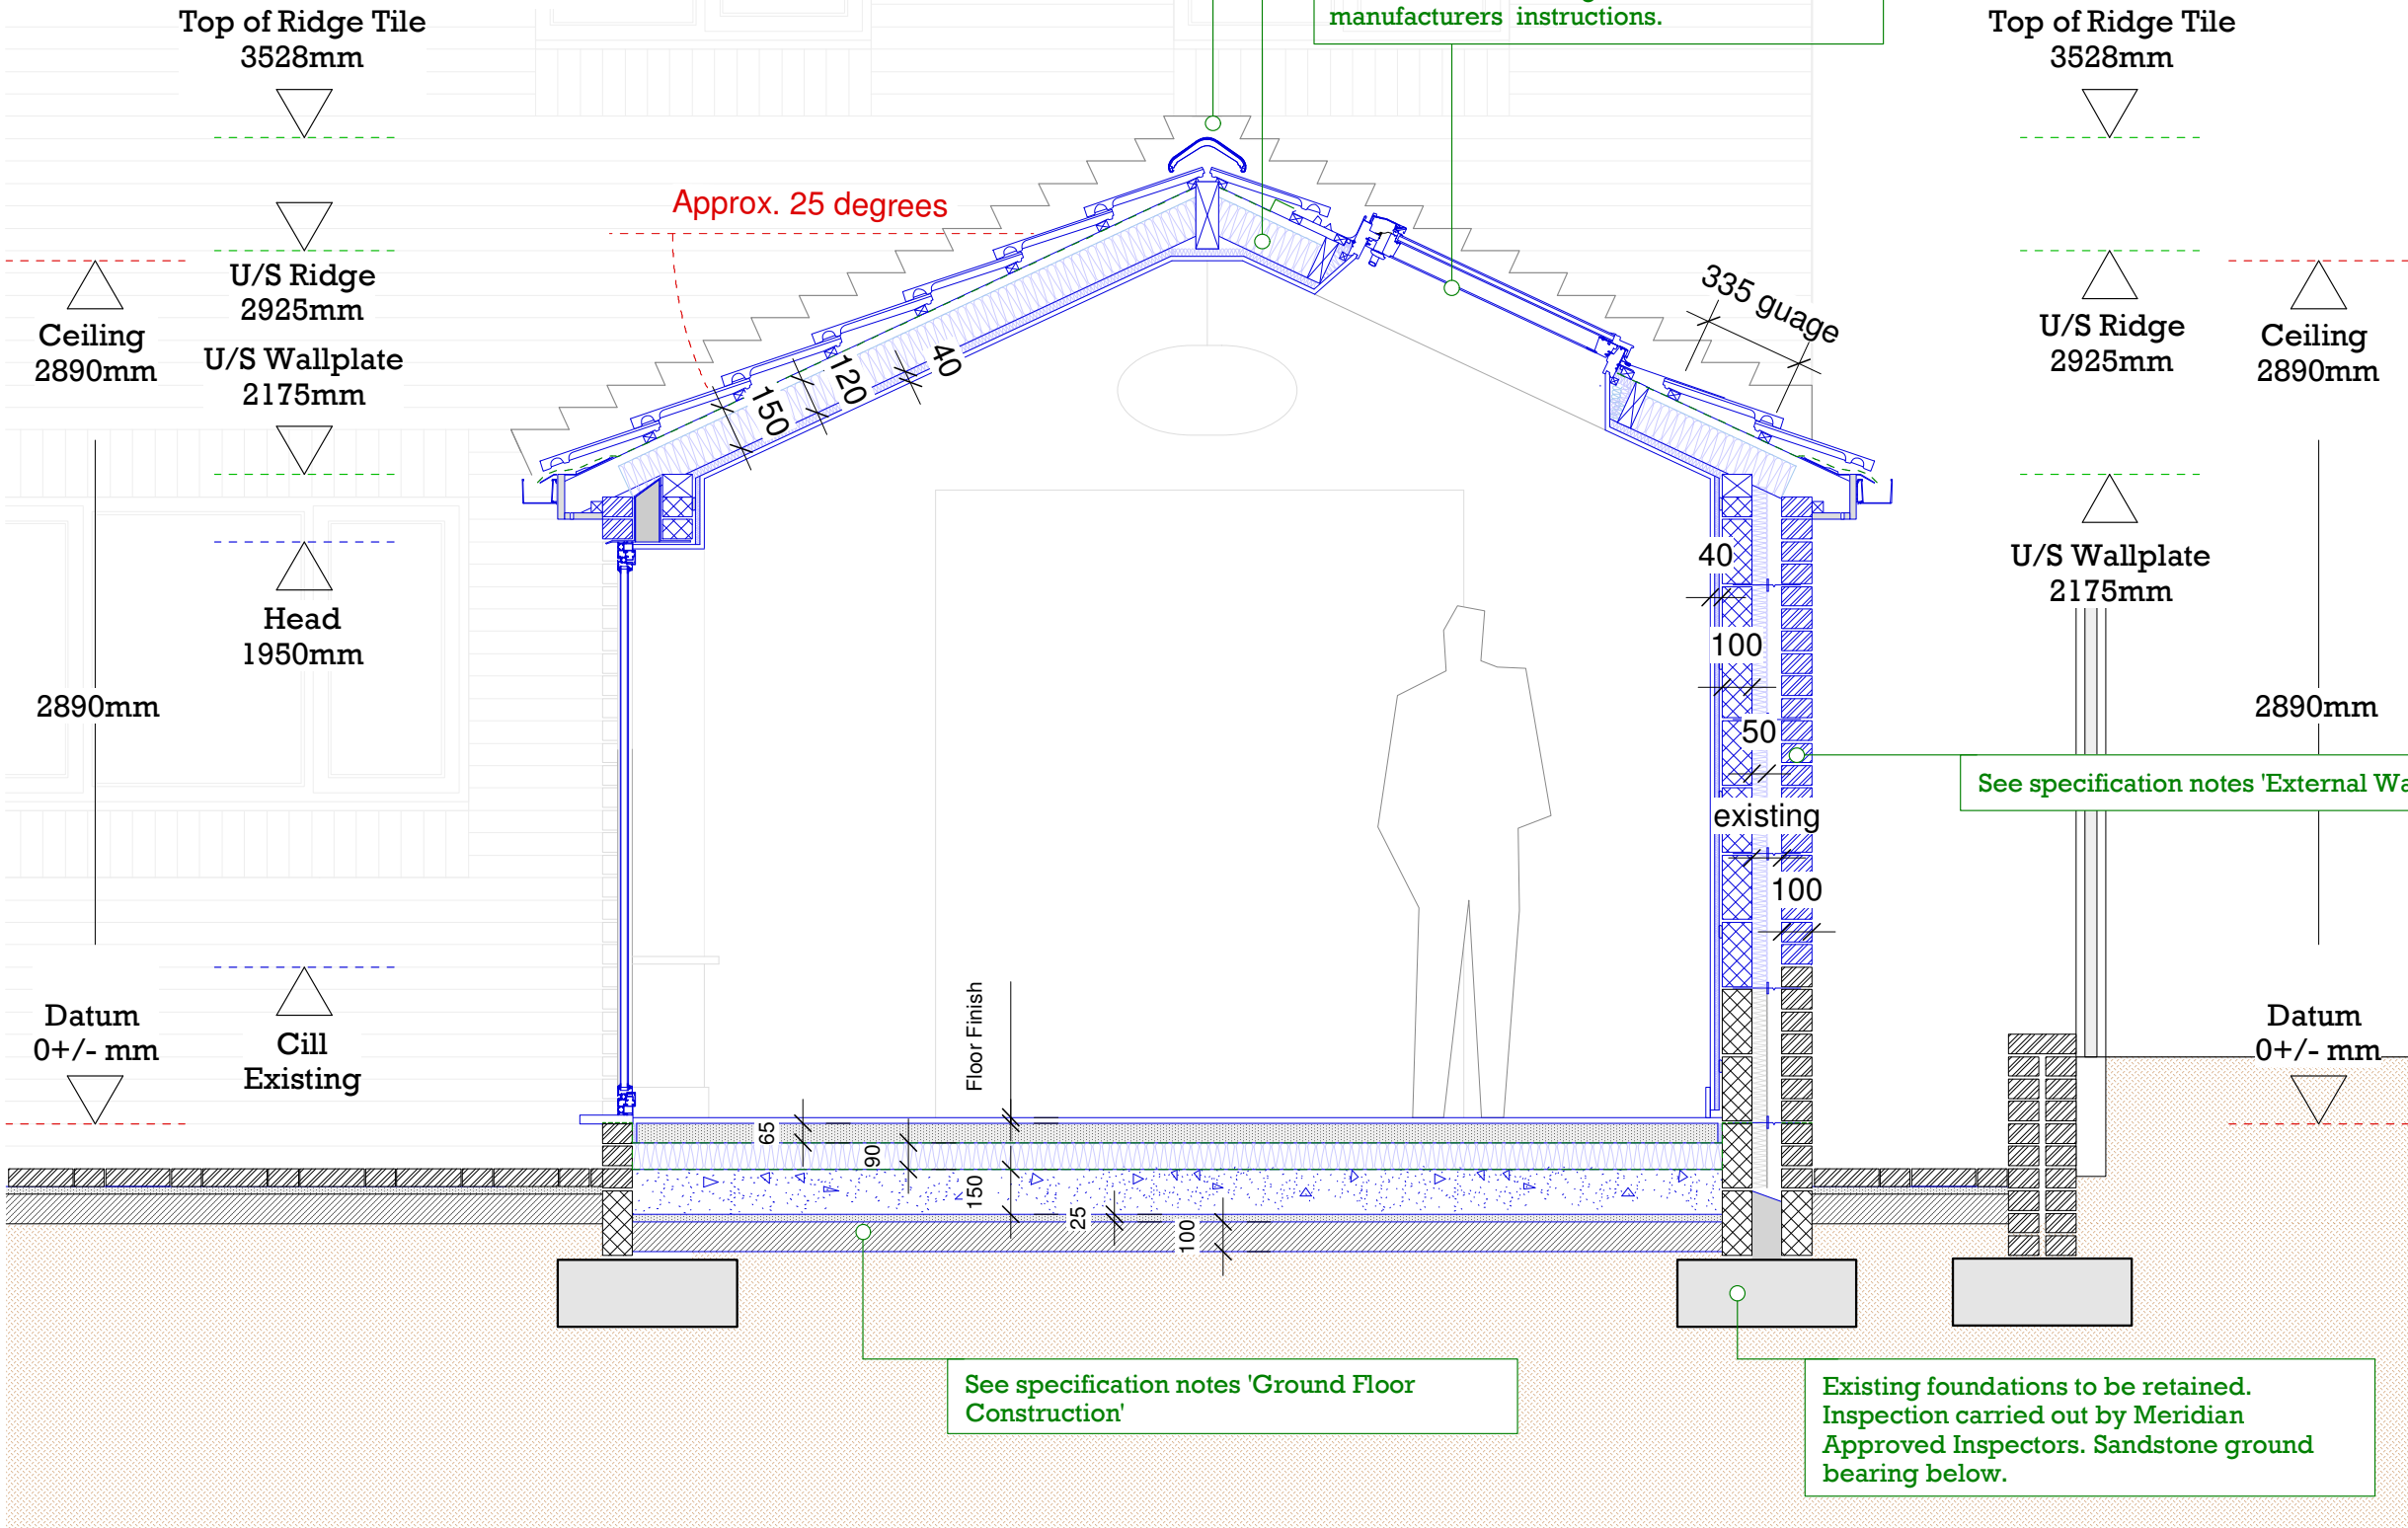 manufacturers instructions.
Top of Ridge Tile
3528mm
U/S Ridge
2925mm
Ceiling
2890mm
U/S Wallplate
2175mm
Head
1950mm
2890mm
Datum
0+/- mm
Cill
Existing
Approx. 25 degrees
335 guage
150
120
40
40
100
50
existing
100
Floor Finish
65
90
150
25
100
Top of Ridge Tile
3528mm
U/S Ridge
2925mm
Ceiling
2890mm
U/S Wallplate
2175mm
2890mm
See specification notes 'External Wa
Datum
0+/- mm
See specification notes 'Ground Floor
Construction'
Existing foundations to be retained.
Inspection carried out by Meridian
Approved Inspectors. Sandstone ground
bearing below.